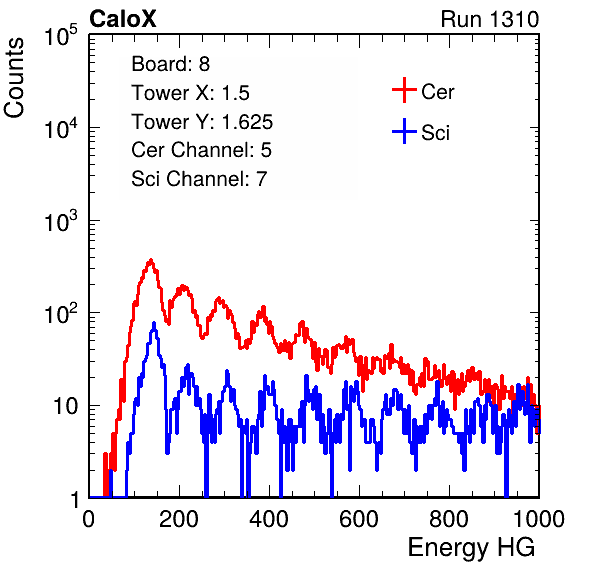 CaloX Run 1310
Counts
Board: 8
Tower X: 1.5
Tower Y: 1.625
Cer Channel: 5
Sci Channel: 7
Cer
Sci
10^5
10^4
10^3
10^2
10
1
0 200 400 600 800 1000
Energy HG